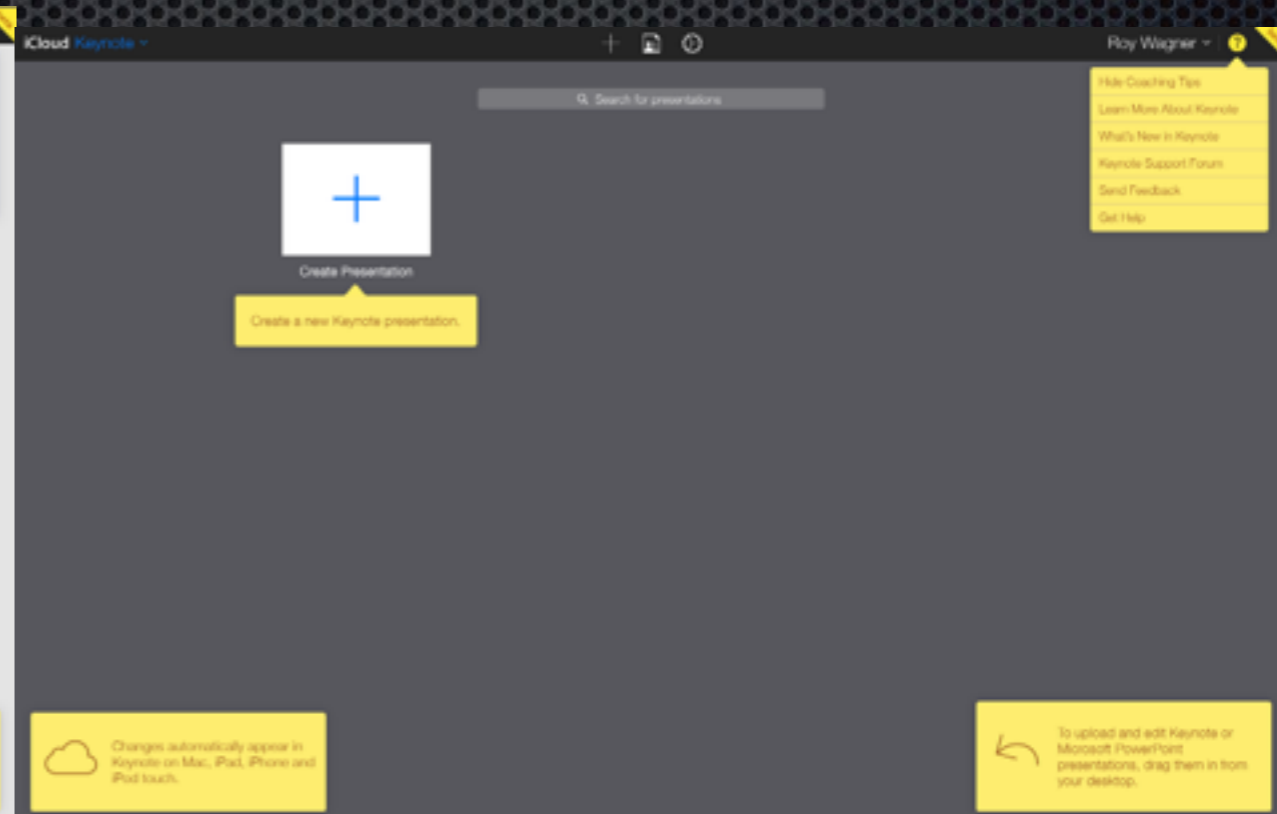 iCloud Keynote
Roy Wagner
?
Search for presentations
Hide Coaching Tips
Learn More About Keynote
What's New in Keynote
Keynote Support Forum
Send Feedback
Get Help
Create Presentation
Create a new Keynote presentation.
Changes automatically appear in
Keynote on Mac, iPad, iPhone and
iPod touch.
To upload and edit Keynote or
Microsoft PowerPoint
presentations, drag them in from
your desktop.